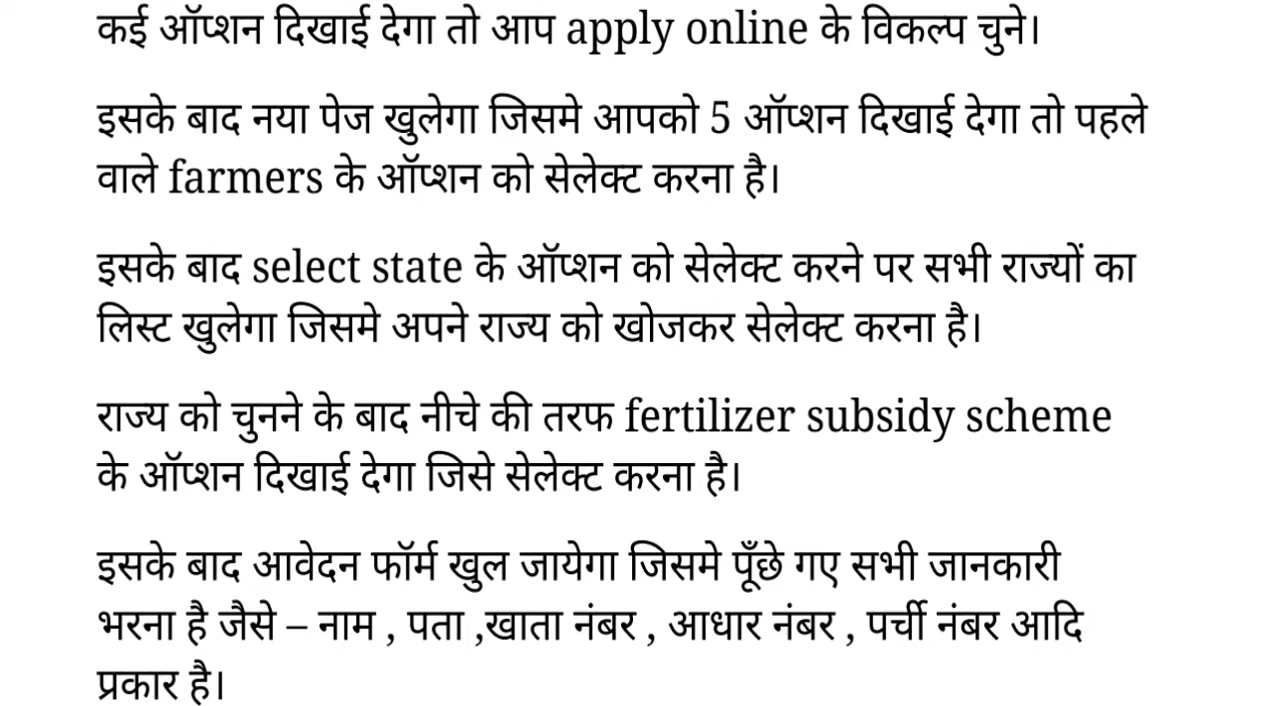 कई ऑप्शन दिखाई देगा तो आप apply online के विकल्प चुने।
इसके बाद नया पेज खुलेगा जिसमे आपको 5 ऑप्शन दिखाई देगा तो पहले
वाले farmers के ऑप्शन को सेलेक्ट करना है।
इसके बाद select state के ऑप्शन को सेलेक्ट करने पर सभी राज्यों का
लिस्ट खुलेगा जिसमे अपने राज्य को खोजकर सेलेक्ट करना है।
राज्य को चुनने के बाद नीचे की तरफ fertilizer subsidy scheme
के ऑप्शन दिखाई देगा जिसे सेलेक्ट करना है।
इसके बाद आवेदन फॉर्म खुल जायेगा जिसमे पूँछे गए सभी जानकारी
भरना है जैसे – नाम , पता ,खाता नंबर , आधार नंबर , पर्ची नंबर आदि
प्रकार है।